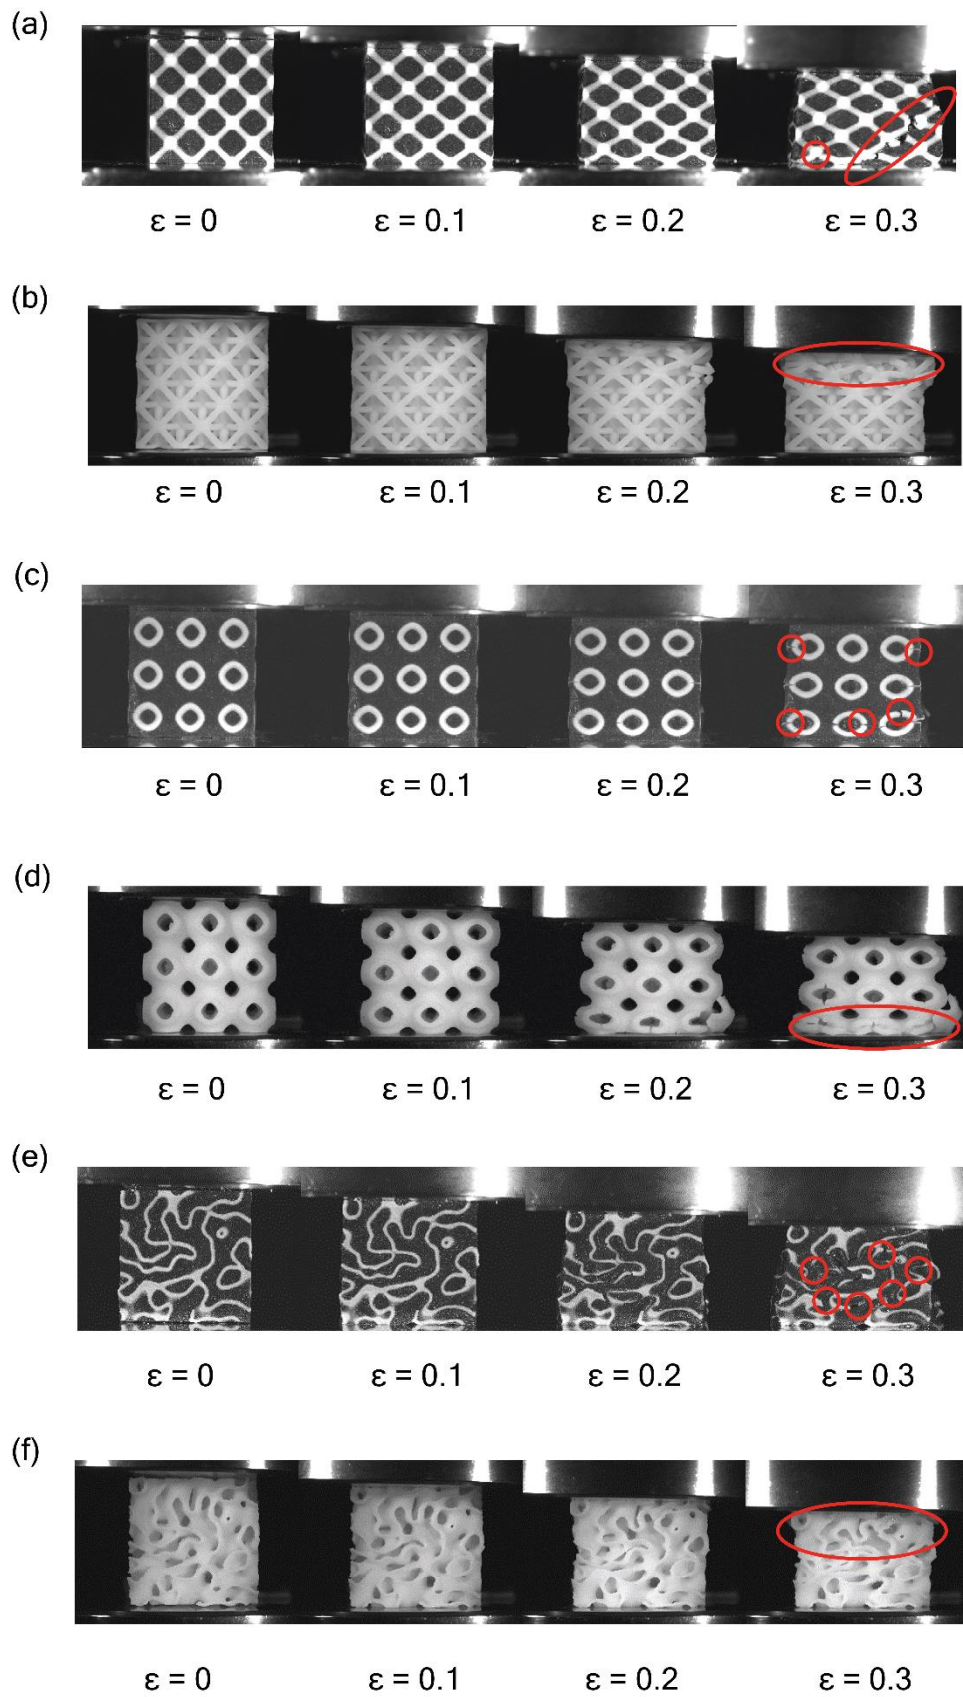 (a)
ε = 0 ε = 0.1 ε = 0.2 ε = 0.3
(b)
ε = 0 ε = 0.1 ε = 0.2 ε = 0.3
(c)
ε = 0 ε = 0.1 ε = 0.2 ε = 0.3
(d)
ε = 0 ε = 0.1 ε = 0.2 ε = 0.3
(e)
ε = 0 ε = 0.1 ε = 0.2 ε = 0.3
(f)
ε = 0 ε = 0.1 ε = 0.2 ε = 0.3